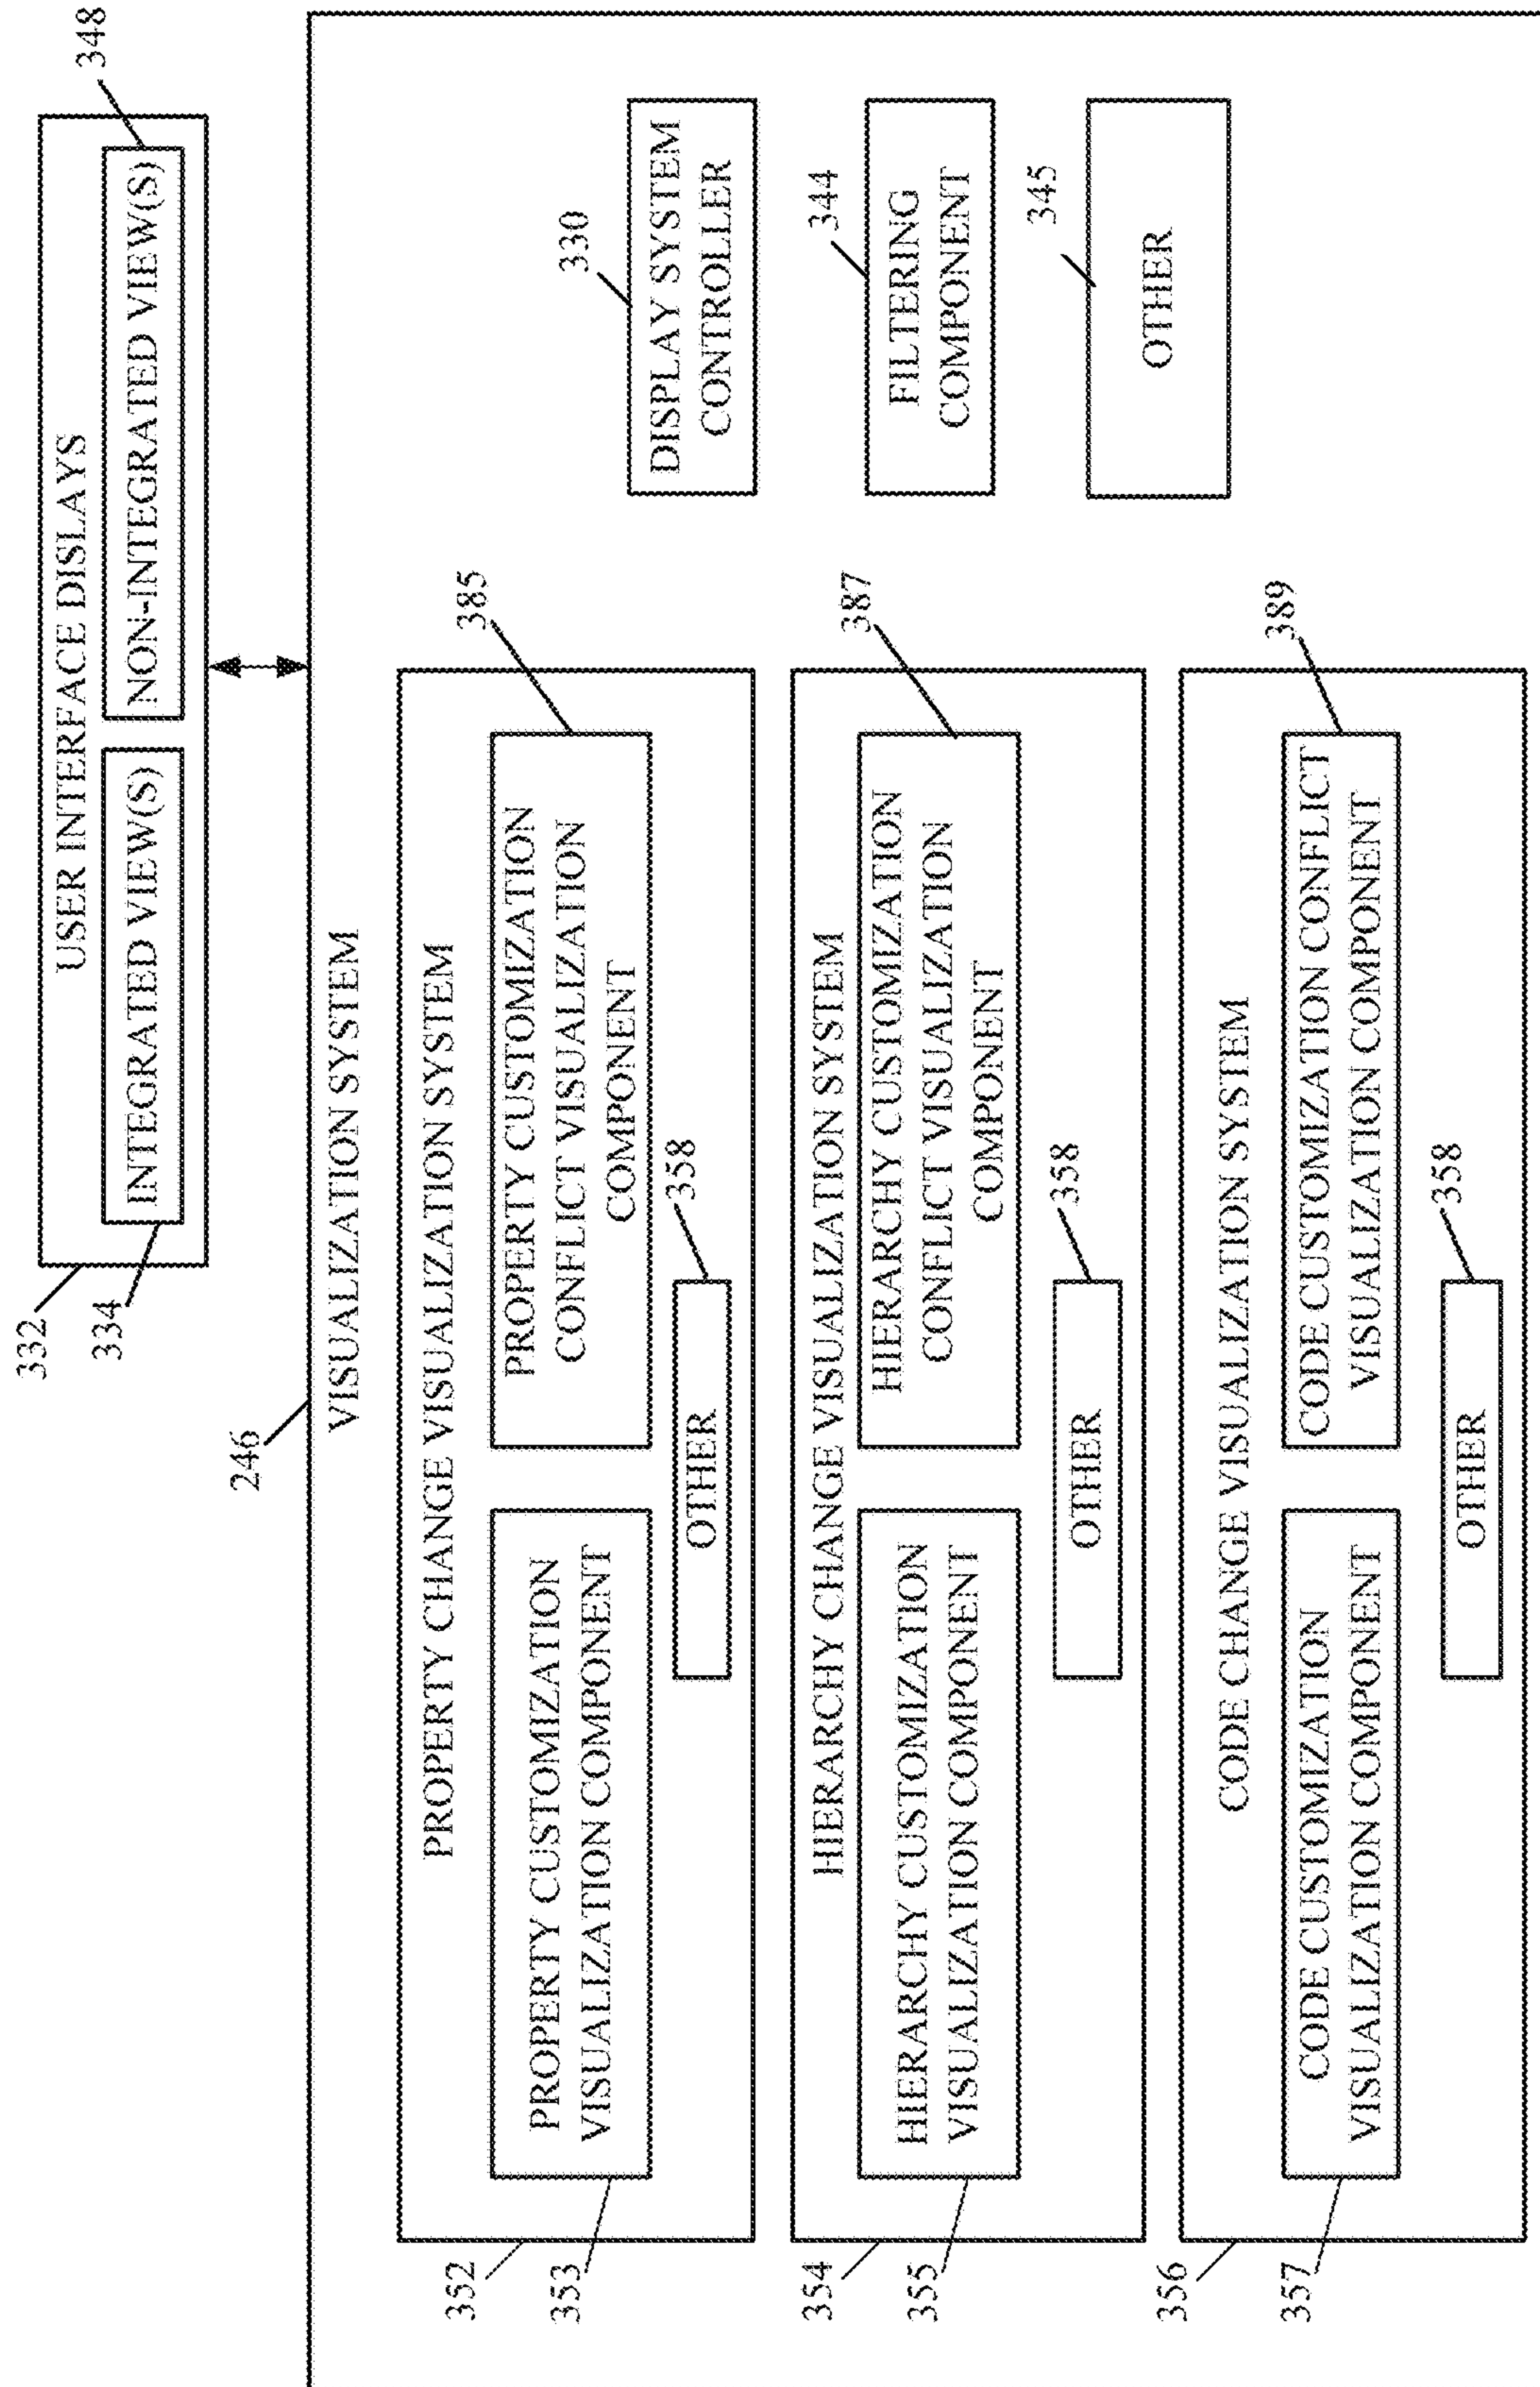 332
USER INTERFACE DISPLAYS
334
INTEGRATED VIEW(S)
NON-INTEGRATED VIEW(S)
348
246
VISUALIZATION SYSTEM
352
PROPERTY CHANGE VISUALIZATION SYSTEM
385
353
PROPERTY CUSTOMIZATION
VISUALIZATION COMPONENT
PROPERTY CUSTOMIZATION
CONFLICT VISUALIZATION
COMPONENT
OTHER
358
330
DISPLAY SYSTEM
CONTROLLER
354
HIERARCHY CHANGE VISUALIZATION SYSTEM
387
355
HIERARCHY CUSTOMIZATION
VISUALIZATION COMPONENT
HIERARCHY CUSTOMIZATION
CONFLICT VISUALIZATION
COMPONENT
OTHER
358
344
FILTERING
COMPONENT
356
CODE CHANGE VISUALIZATION SYSTEM
389
357
CODE CUSTOMIZATION
VISUALIZATION COMPONENT
CODE CUSTOMIZATION CONFLICT
VISUALIZATION COMPONENT
OTHER
358
345
OTHER